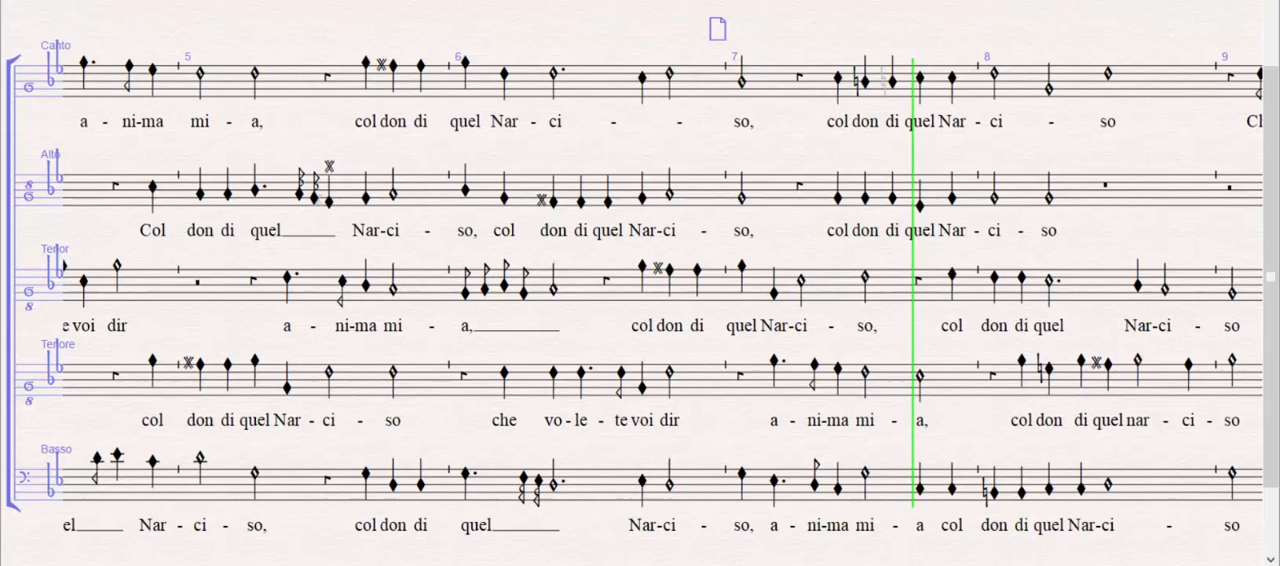 Canto
5 6 7 8 9
a - ni-ma mi - a, col don di quel Nar - ci - - so, col don di quel Nar - ci - so
Alto
Col don di quel Nar-ci - so, col don di quel Nar-ci - so, col don di quel Nar - ci - so
Tenor
e voi dir a - ni-ma mi - a, col don di quel Nar-ci - so, col don di quel Nar-ci - so
Tenore
col don di quel Nar - ci - so che vo-le - te voi dir a - ni-ma mi - a, col don di quel nar - ci - so
Basso
el Nar - ci - so, col don di quel Nar-ci - so, a - ni-ma mi - a col don di quel Nar-ci - so